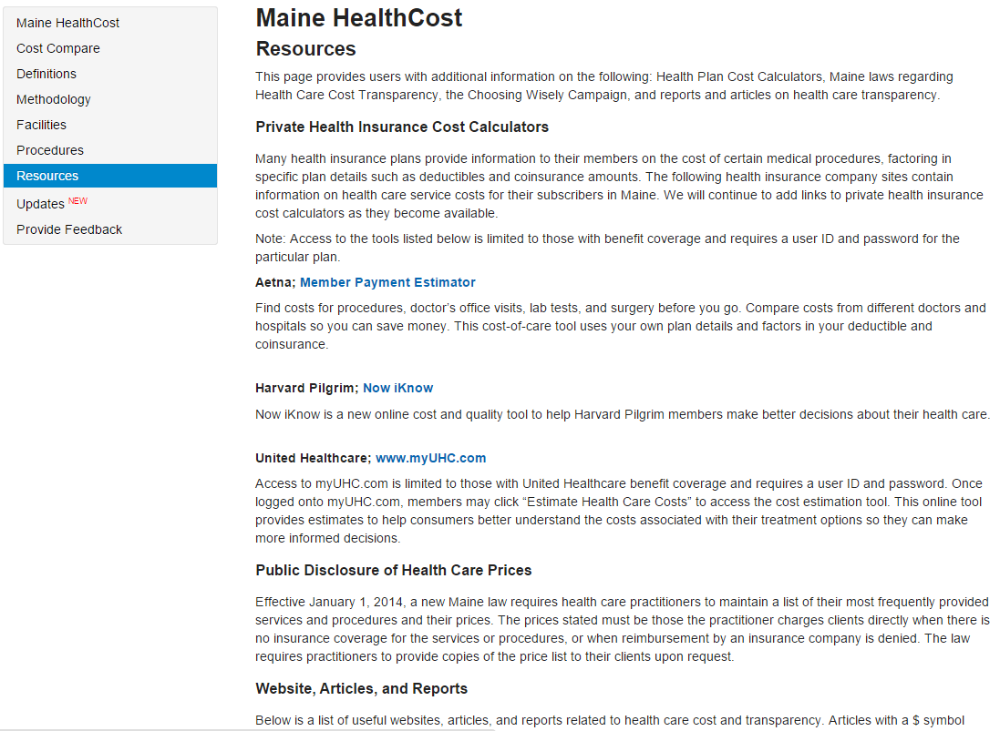 Maine HealthCost
Cost Compare
Definitions
Methodology
Facilities
Procedures
Resources
Updates NEW
Provide Feedback
Maine HealthCost
Resources
This page provides users with additional information on the following: Health Plan Cost Calculators, Maine laws regarding
Health Care Cost Transparency, the Choosing Wisely Campaign, and reports and articles on health care transparency.
Private Health Insurance Cost Calculators
Many health insurance plans provide information to their members on the cost of certain medical procedures, factoring in
specific plan details such as deductibles and coinsurance amounts. The following health insurance company sites contain
information on health care service costs for their subscribers in Maine. We will continue to add links to private health insurance
cost calculators as they become available.
Note: Access to the tools listed below is limited to those with benefit coverage and requires a user ID and password for the
particular plan.
Aetna; Member Payment Estimator
Find costs for procedures, doctor’s office visits, lab tests, and surgery before you go. Compare costs from different doctors and
hospitals so you can save money. This cost-of-care tool uses your own plan details and factors in your deductible and
coinsurance.
Harvard Pilgrim; Now iKnow
Now iKnow is a new online cost and quality tool to help Harvard Pilgrim members make better decisions about their health care.
United Healthcare; www.myUHC.com
Access to myUHC.com is limited to those with United Healthcare benefit coverage and requires a user ID and password. Once
logged onto myUHC.com, members may click “Estimate Health Care Costs” to access the cost estimation tool. This online tool
provides estimates to help consumers better understand the costs associated with their treatment options so they can make
more informed decisions.
Public Disclosure of Health Care Prices
Effective January 1, 2014, a new Maine law requires health care practitioners to maintain a list of their most frequently provided
services and procedures and their prices. The prices stated must be those the practitioner charges clients directly when there is
no insurance coverage for the services or procedures, or when reimbursement by an insurance company is denied. The law
requires practitioners to provide copies of the price list to their clients upon request.
Website, Articles, and Reports
Below is a list of useful websites, articles, and reports related to health care cost and transparency. Articles with a $ symbol